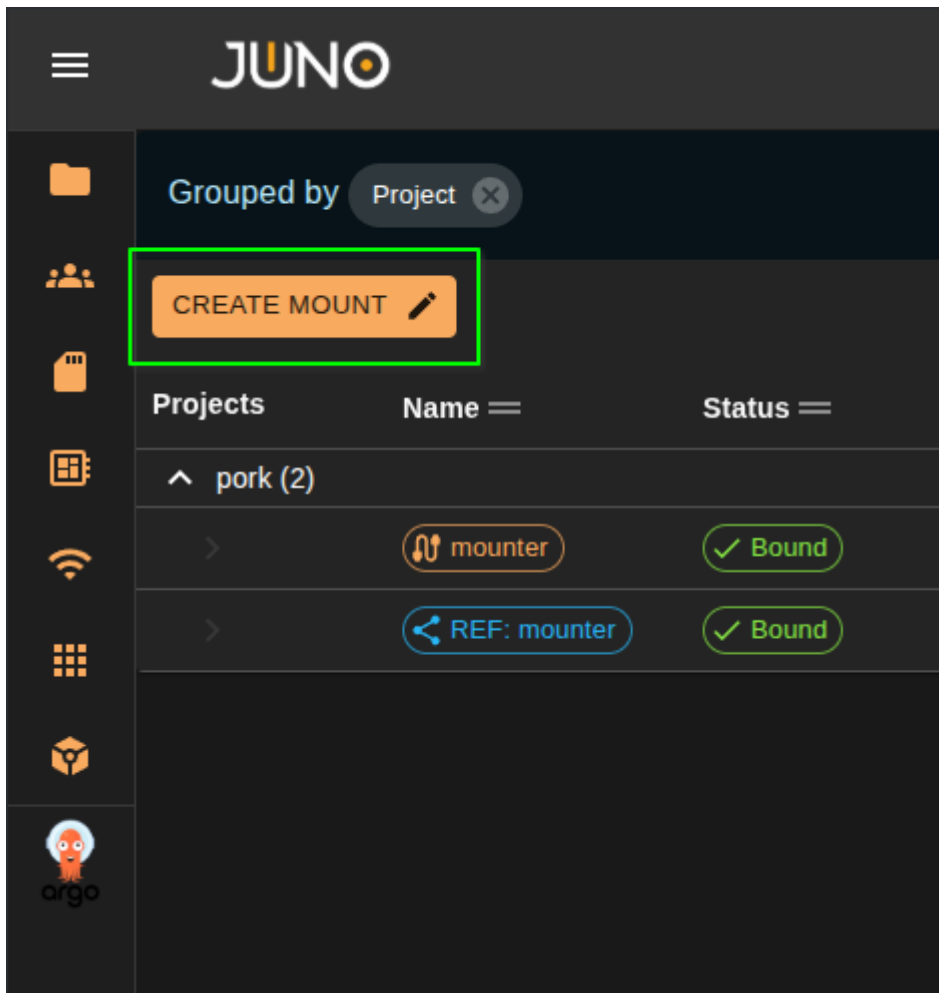 JUNO
Grouped by Project
CREATE MOUNT
Projects Name Status
pork (2)
mounter Bound
REF: mounter Bound
argo